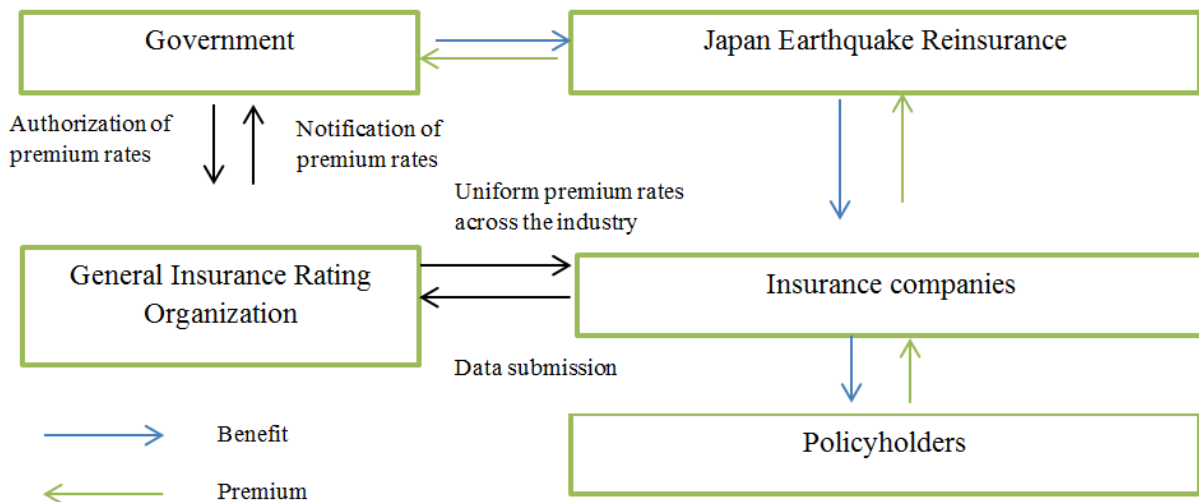 Government
Japan Earthquake Reinsurance
Authorization of
premium rates
Notification of
premium rates
Uniform premium rates
across the industry
General Insurance Rating
Organization
Insurance companies
Data submission
Policyholders
Benefit
Premium